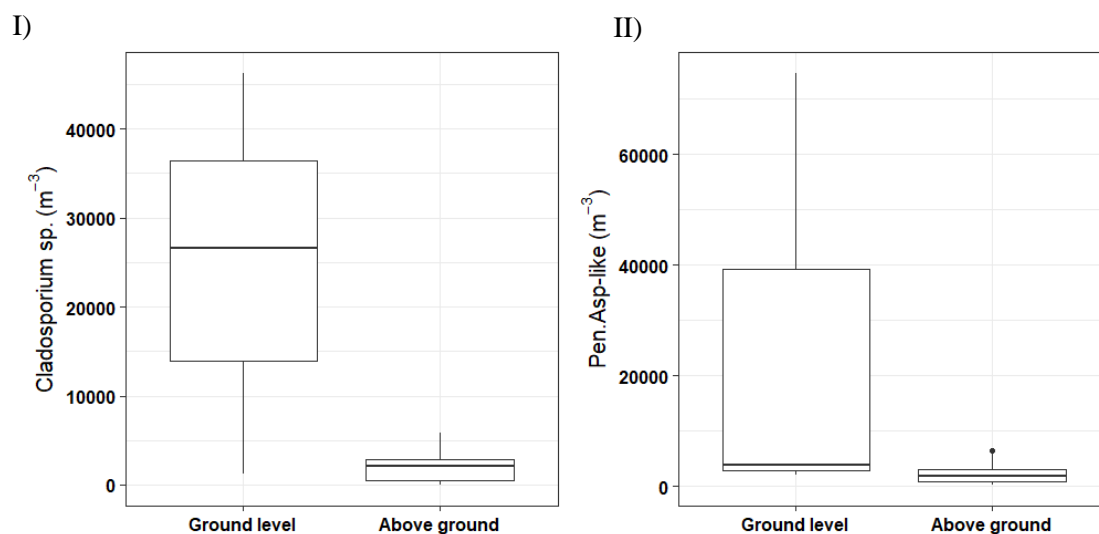 I)
II)
Cladosporium sp. (m⁻³)
40000
30000
20000
10000
0
Ground level
Above ground
Pen.Asp-like (m⁻³)
60000
40000
20000
0
Ground level
Above ground